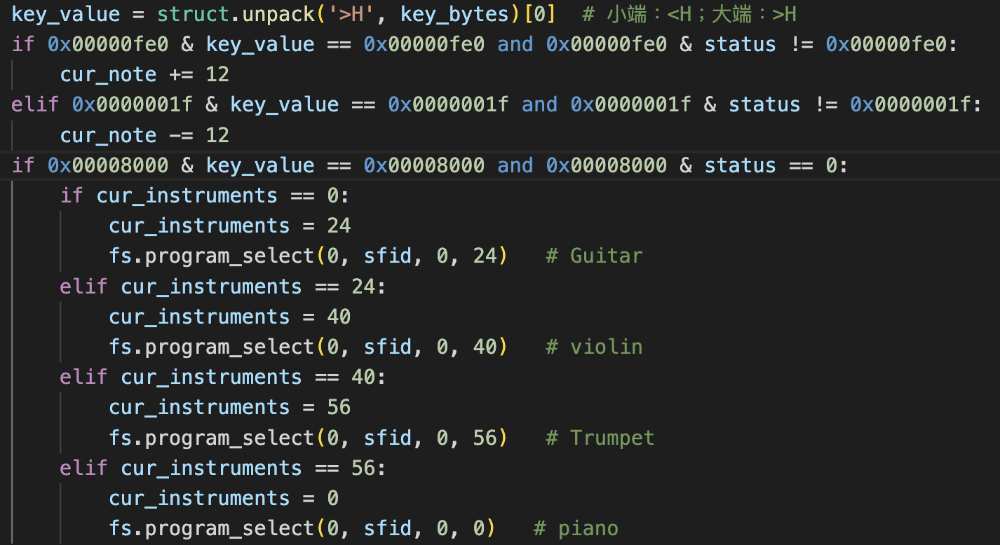 key_value = struct.unpack('>H', key_bytes)[0]  # 小端：<H；大端：>H
if 0x00000fe0 & key_value == 0x00000fe0 and 0x00000fe0 & status != 0x00000fe0:
    cur_note += 12
elif 0x0000001f & key_value == 0x0000001f and 0x0000001f & status != 0x0000001f:
    cur_note -= 12
if 0x00008000 & key_value == 0x00008000 and 0x00008000 & status == 0:
    if cur_instruments == 0:
        cur_instruments = 24
        fs.program_select(0, sfid, 0, 24)   # Guitar
    elif cur_instruments == 24:
        cur_instruments = 40
        fs.program_select(0, sfid, 0, 40)   # violin
    elif cur_instruments == 40:
        cur_instruments = 56
        fs.program_select(0, sfid, 0, 56)   # Trumpet
    elif cur_instruments == 56:
        cur_instruments = 0
        fs.program_select(0, sfid, 0, 0)   # piano